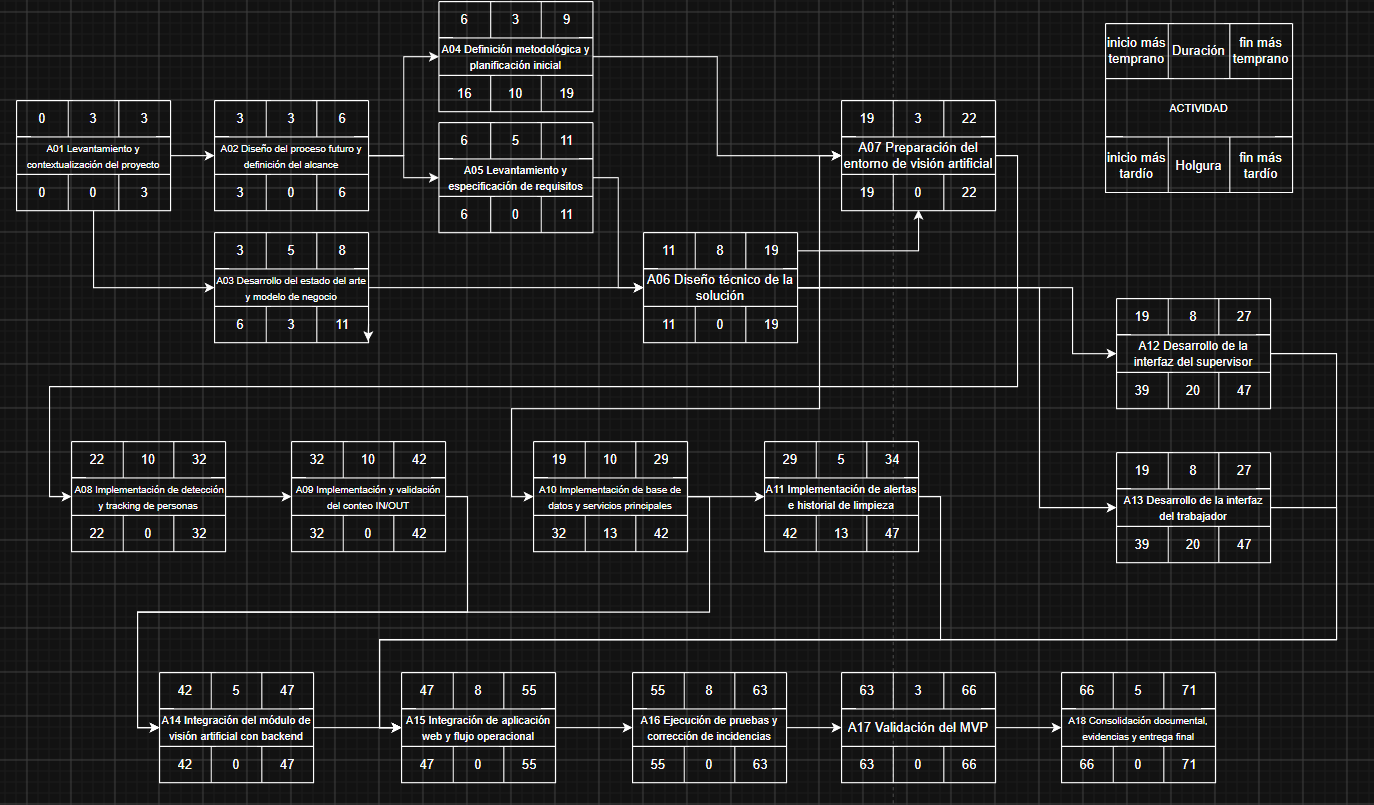 6 3 9
A04 Definición metodológica y
planificación inicial
16 10 19
inicio más
temprano
Duración
fin más
temprano
ACTIVIDAD
inicio más
tardío
Holgura
fin más
tardío
0 3 3
A01 Levantamiento y
contextualización del proyecto
0 0 3
3 3 6
A02 Diseño del proceso futuro y
definición del alcance
3 0 6
6 5 11
A05 Levantamiento y
especificación de requisitos
6 0 11
19 3 22
A07 Preparación del
entorno de visión artificial
19 0 22
3 5 8
A03 Desarrollo del estado del arte
y modelo de negocio
6 3 11
11 8 19
A06 Diseño técnico de la
solución
11 0 19
19 8 27
A12 Desarrollo de la
interfaz del supervisor
39 20 47
22 10 32
A08 Implementación de detección
y tracking de personas
22 0 32
32 10 42
A09 Implementación y validación
del conteo IN/OUT
32 0 42
19 10 29
A10 Implementación de base de
datos y servicios principales
32 13 42
29 5 34
A11 Implementación de alertas
e historial de limpieza
42 13 47
19 8 27
A13 Desarrollo de la interfaz
del trabajador
39 20 47
42 5 47
A14 Integración del módulo de
visión artificial con backend
42 0 47
47 8 55
A15 Integración de aplicación
web y flujo operacional
47 0 55
55 8 63
A16 Ejecución de pruebas y
corrección de incidencias
55 0 63
63 3 66
A17 Validación del MVP
63 0 66
66 5 71
A18 Consolidación documental,
evidencias y entrega final
66 0 71